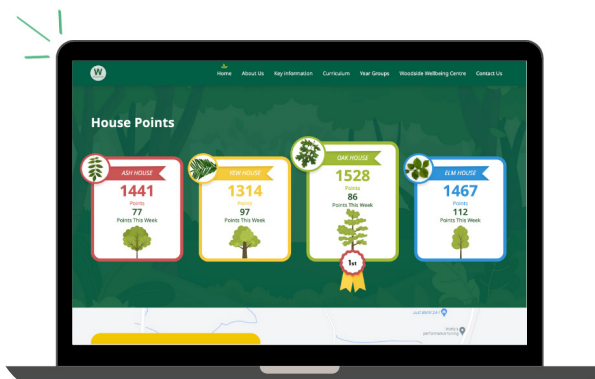 W
Home About Us Key Information Curriculum Year Groups Woodside Wellbeing Centre Contact Us
House Points
ASH HOUSE
1441
Points
77
Points This Week
YEW HOUSE
1314
Points
97
Points This Week
OAK HOUSE
1528
Points
86
Points This Week
1st
ELM HOUSE
1467
Points
112
Points This Week